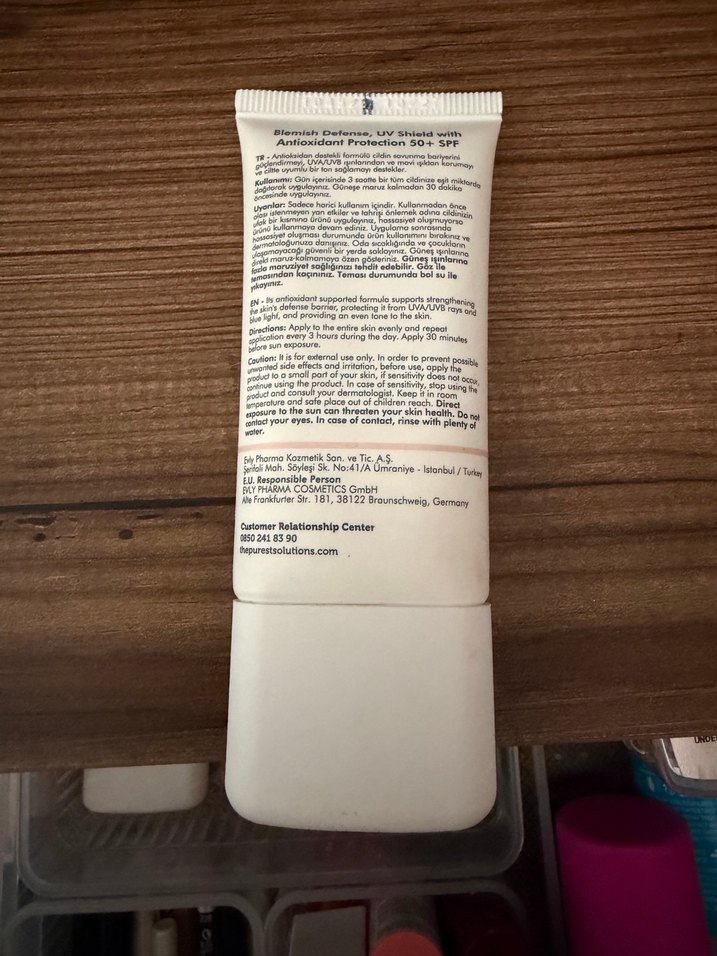 Blemish Defense, UV Shield with
Antioxidant Protection 50+ SPF
TR - Antioksidan destekli formülü cildin savunma bariyerini
güçlendirmeyi, UVA/UVB ışınlarından ve mavi ışıktan korumayı
ve ciltte uyumlu bir ton sağlamayı destekler.
Kullanımı: Gün içerisinde 3 saatte bir tüm cildinize eşit miktarda
dağıtarak uygulayınız. Güneşe maruz kalmadan 30 dakika
öncesinde uygulayınız.
Uyarılar: Sadece harici kullanım içindir. Kullanmadan önce
olası istenmeyen yan etkiler ve tahrişi önlemek adına cildinizin
ufak bir kısmına ürünü uygulayınız, hassasiyet oluşmuyorsa
ürünü kullanmaya devam ediniz. Uygulama sonrasında
hassasiyet oluşması durumunda ürün kullanımını bırakınız ve
dermatoloğunuza danışınız. Oda sıcaklığında ve çocukların
ulaşamayacağı güvenli bir yerde saklayınız. Güneş ışınlarına
direkt maruz kalmamaya özen gösteriniz. Güneş ışınlarına
fazla maruziyet sağlığınızı tehdit edebilir. Göz ile
temasından kaçınınız. Teması durumunda bol su ile
yıkayınız.
EN - Its antioxidant supported formula supports strengthening
the skin's defense barrier, protecting it from UVA/UVB rays and
blue light, and providing an even tone to the skin.
Directions: Apply to the entire skin evenly and repeat
application every 3 hours during the day. Apply 30 minutes
before sun exposure.
Caution: It is for external use only. In order to prevent possible
unwanted side effects and irritation, before use, apply the
product to a small part of your skin, if sensitivity does not occur,
continue using the product. In case of sensitivity, stop using the
product and consult your dermatologist. Keep it in room
temperature and safe place out of children reach. Direct
exposure to the sun can threaten your skin health. Do not
contact your eyes. In case of contact, rinse with plenty of
water.
Evly Pharma Kozmetik San. ve Tic. A.Ş.
Şerifali Mah. Söyleşi Sk. No:41/A Ümraniye - Istanbul / Turkey
E.U. Responsible Person
EVLY PHARMA COSMETICS GmbH
Alte Frankfurter Str. 181, 38122 Braunschweig, Germany
Customer Relationship Center
0850 241 83 90
thepurestsolutions.com